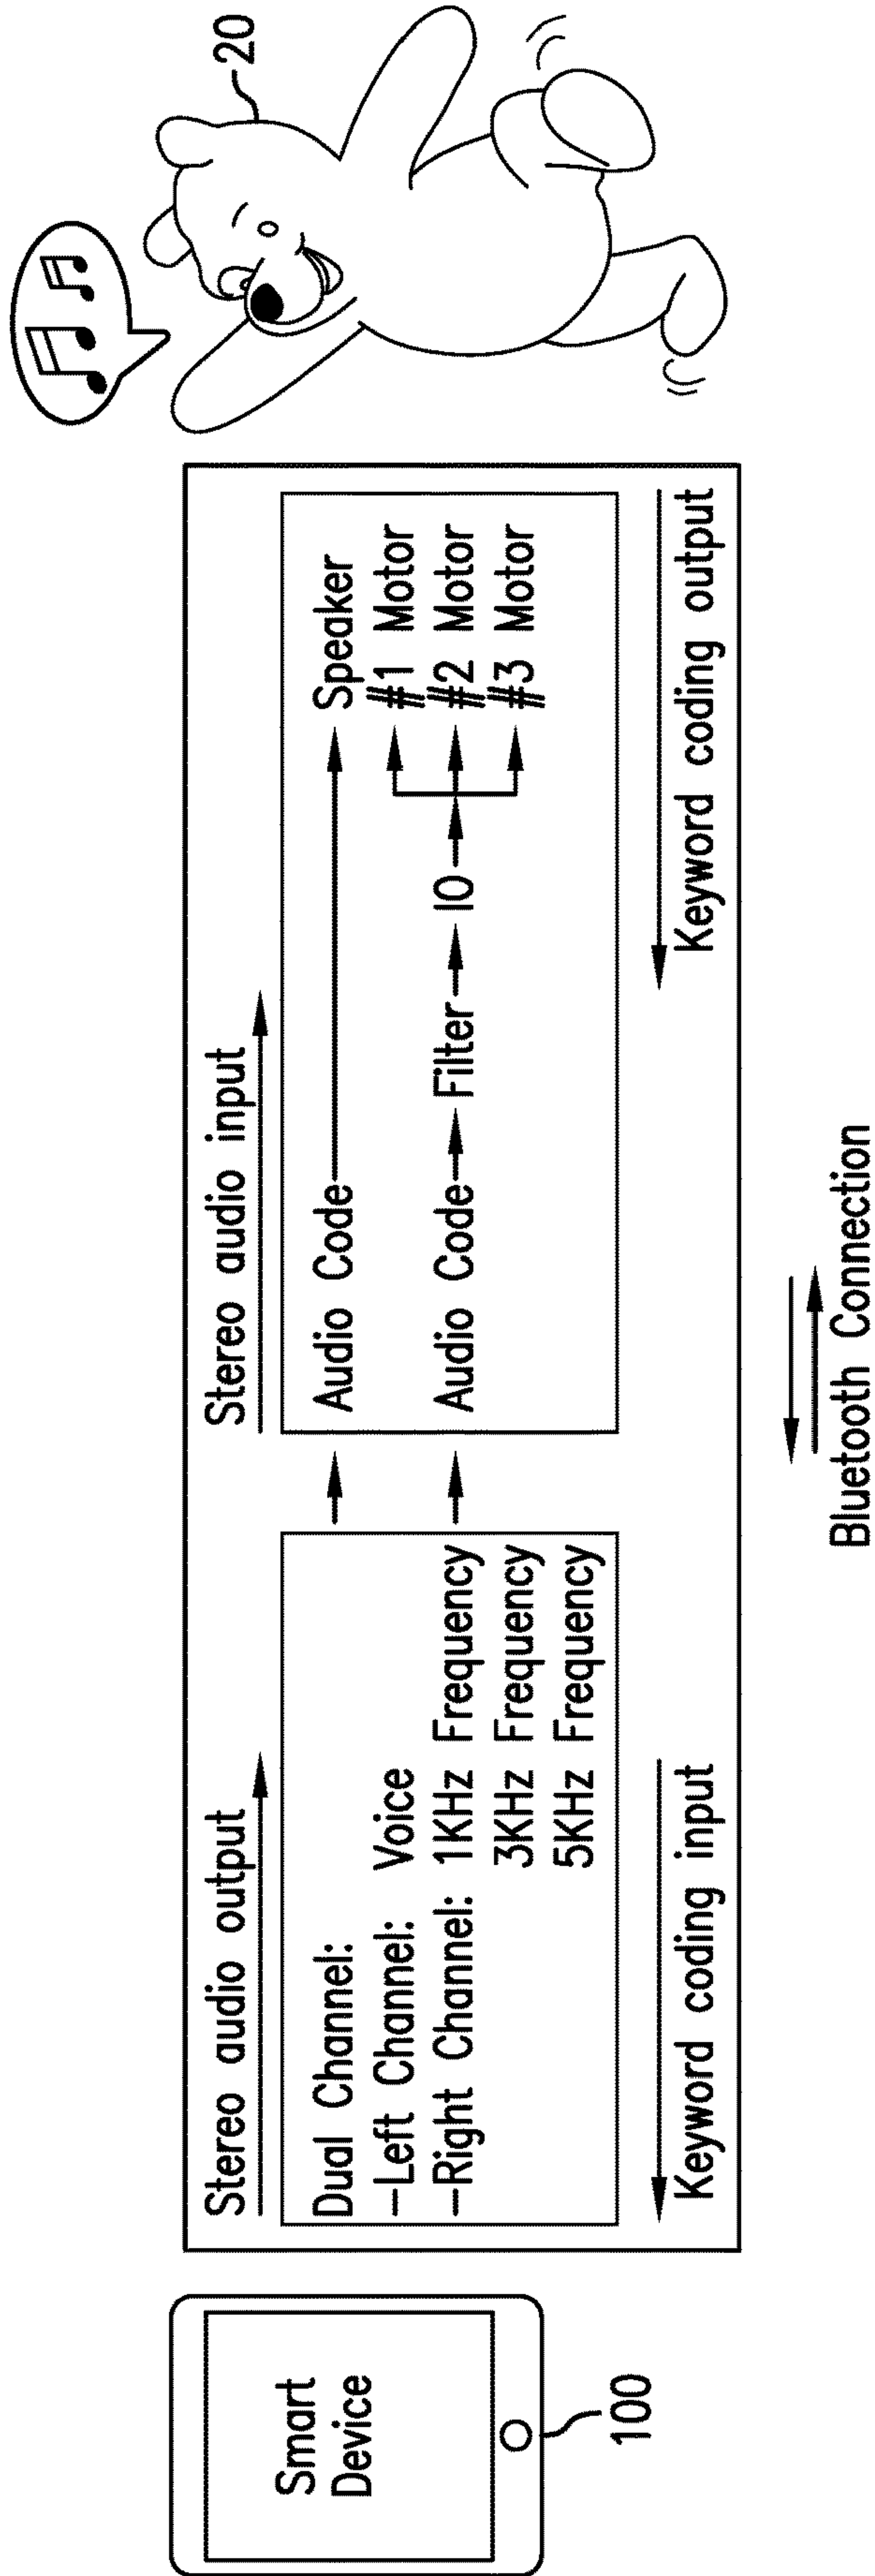 Smart
Device
100
Stereo audio output
Dual Channel:
–Left Channel: Voice
–Right Channel: 1KHz Frequency
3KHz Frequency
5KHz Frequency
Keyword coding input
Stereo audio input
Audio Code Speaker
#1 Motor
Audio Code Filter IO #2 Motor
#3 Motor
Keyword coding output
Bluetooth Connection
20